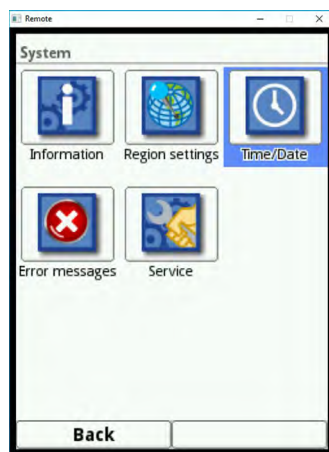 Remote
System
Information
Region settings
Time/Date
Error messages
Service
Back